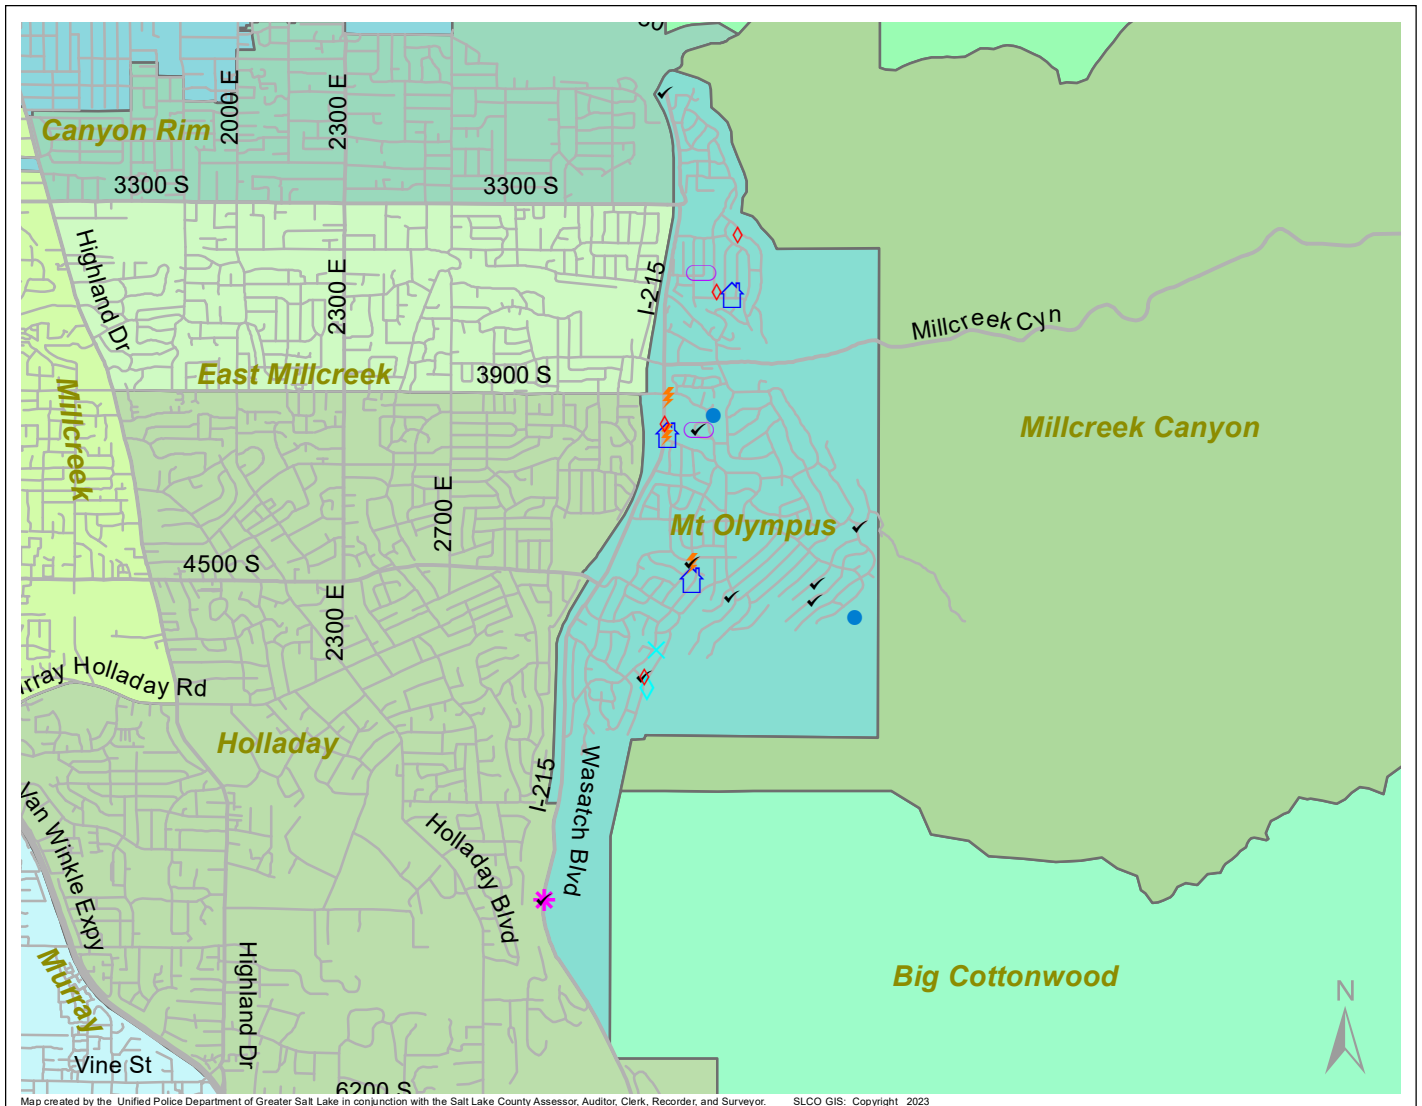 2000 E
2300 E
Canyon Rim
3300 S
3300 S
Highland Dr
2300 E
I-215
Millcreek Cyn
East Millcreek
3900 S
Millcreek
Millcreek Canyon
2700 E
Mt Olympus
4500 S
2300 E
rray Holladay Rd
Holladay
I-215
Wasatch Blvd
Van Winkle Expy
Holladay Blvd
Highland Dr
Murray
Big Cottonwood
N
Vine St
6200 S
Map created by the Unified Police Department of Greater Salt Lake in conjunction with the Salt Lake County Assessor, Auditor, Clerk, Recorder, and Surveyor. SLCO GIS: Copyright 2023